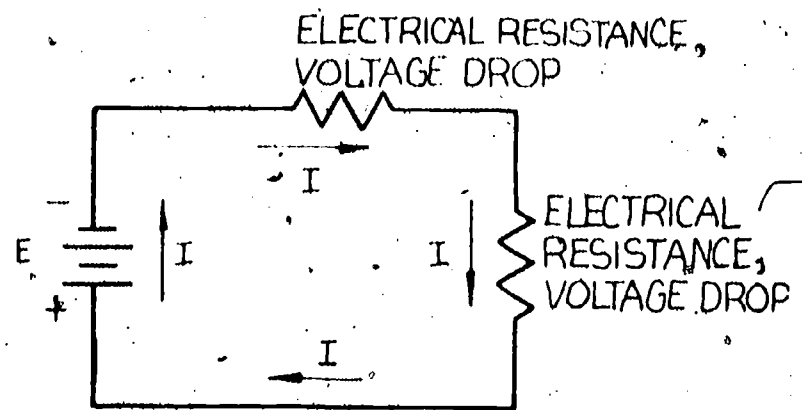 ELECTRICAL RESISTANCE,
VOLTAGE DROP
I
−
E
+
I
I
ELECTRICAL
RESISTANCE,
VOLTAGE DROP
I